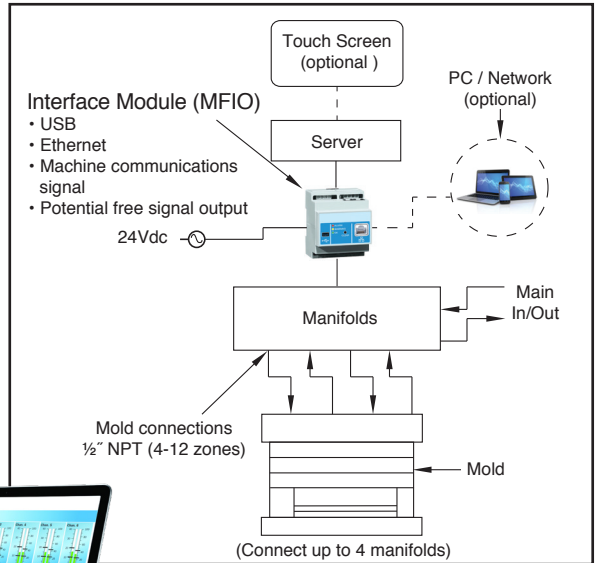 Touch Screen
(optional )
PC / Network
(optional)
Interface Module (MFIO)
• USB
• Ethernet
• Machine communications
signal
• Potential free signal output
Server
24Vdc
Manifolds
Main
In/Out
Mold connections
½˝ NPT (4-12 zones)
Mold
(Connect up to 4 manifolds)